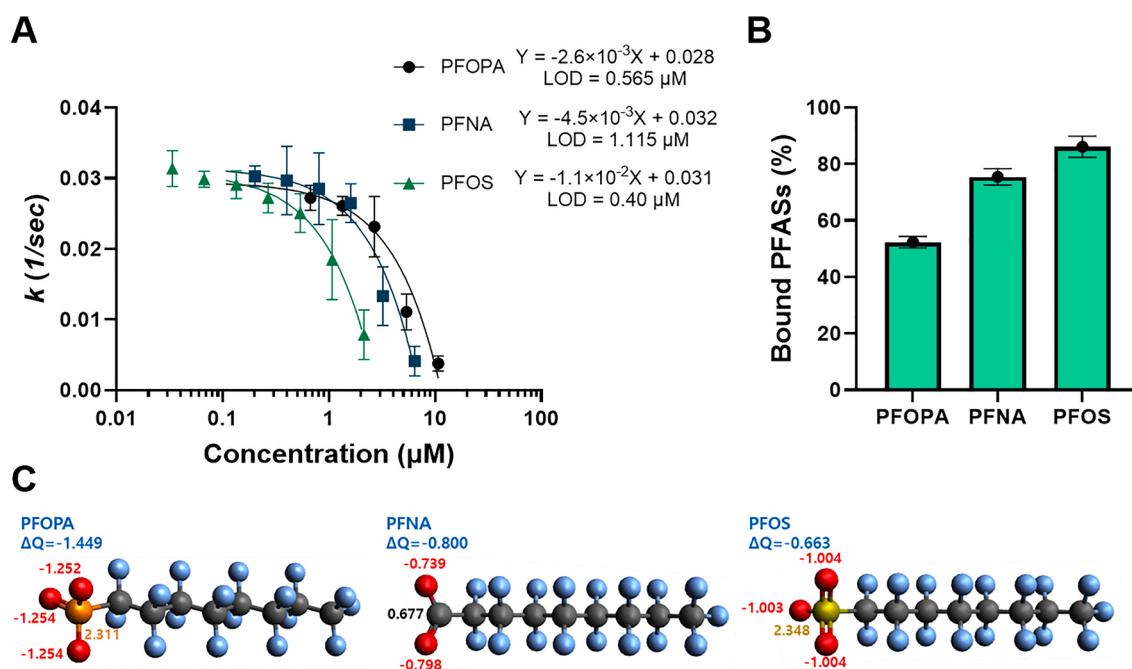 A
PFOPA
Y = -2.6×10⁻³X + 0.028
LOD = 0.565 µM
PFNA
Y = -4.5×10⁻³X + 0.032
LOD = 1.115 µM
PFOS
Y = -1.1×10⁻²X + 0.031
LOD = 0.40 µM
k (1/sec)
0.04
0.03
0.02
0.01
0.00
0.01
0.1
1
10
100
Concentration (µM)
B
Bound PFASs (%)
100
80
60
40
20
0
PFOPA
PFNA
PFOS
C
PFOPA
ΔQ=-1.449
-1.252
-1.254
2.311
-1.254
PFNA
ΔQ=-0.800
-0.739
0.677
-0.798
PFOS
ΔQ=-0.663
-1.004
-1.003
2.348
-1.004